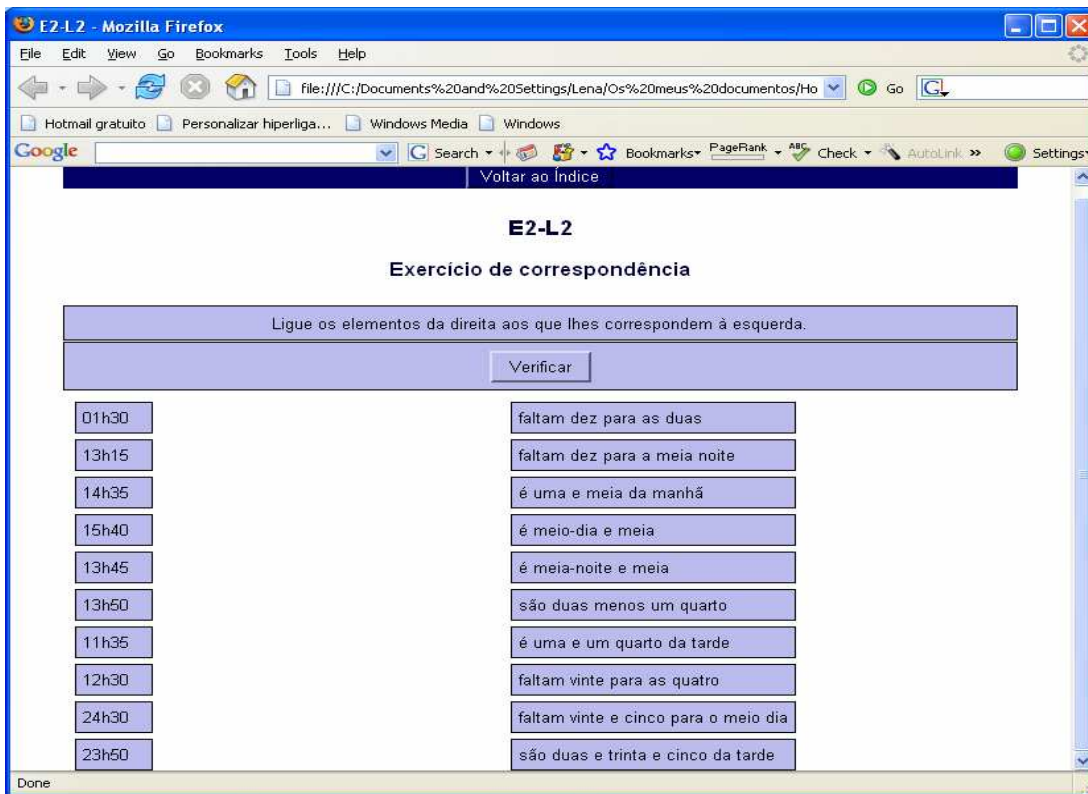 E2-L2 - Mozilla Firefox
File Edit View Go Bookmarks Tools Help
file:///C:/Documents%20and%20Settings/Lena/Os%20meus%20documentos/Ho Go G
Hotmail gratuito Personalizar hiperliga... Windows Media Windows
Google G Search Bookmarks PageRank ABC Check AutoLink » Settings
Voltar ao Índice
E2-L2
Exercício de correspondência
Ligue os elementos da direita aos que lhes correspondem à esquerda.
Verificar
01h30 faltam dez para as duas
13h15 faltam dez para a meia noite
14h35 é uma e meia da manhã
15h40 é meio-dia e meia
13h45 é meia-noite e meia
13h50 são duas menos um quarto
11h35 é uma e um quarto da tarde
12h30 faltam vinte para as quatro
24h30 faltam vinte e cinco para o meio dia
23h50 são duas e trinta e cinco da tarde
Done